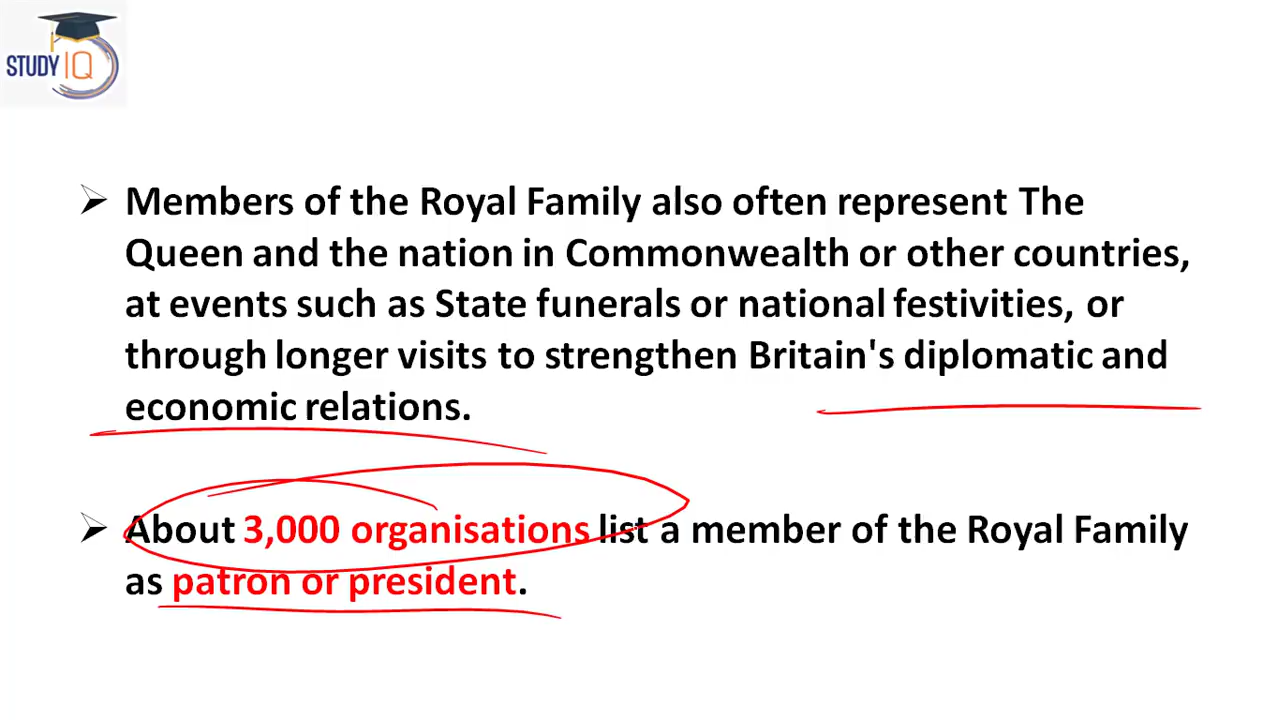 STUDY IQ
Members of the Royal Family also often represent The
Queen and the nation in Commonwealth or other countries,
at events such as State funerals or national festivities, or
through longer visits to strengthen Britain's diplomatic and
economic relations.
About 3,000 organisations list a member of the Royal Family
as patron or president.